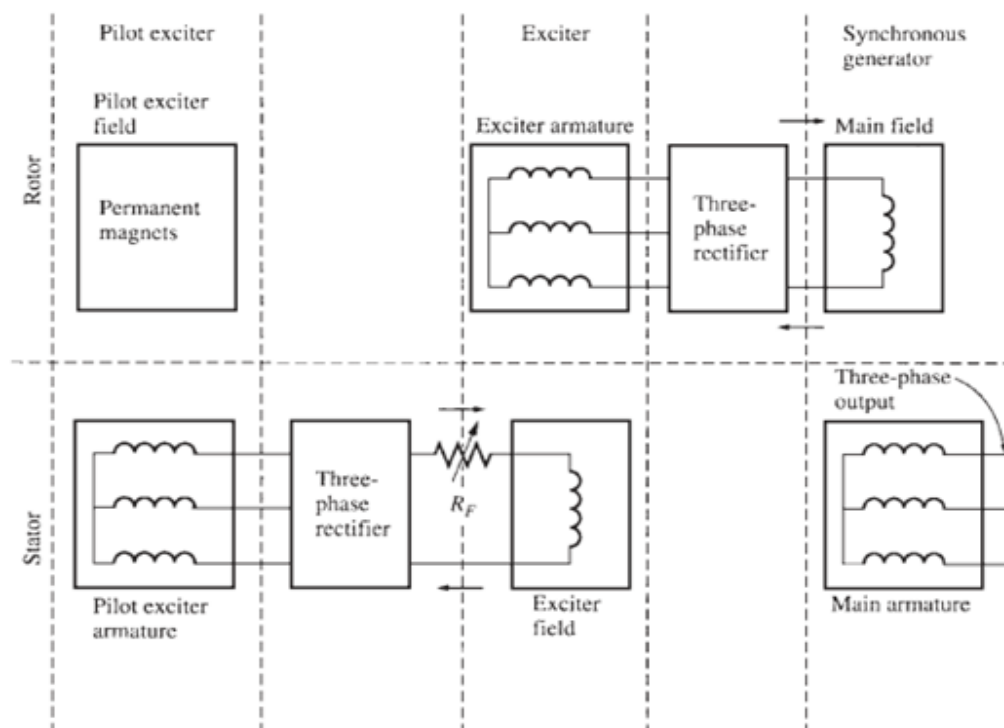 Pilot exciter
Exciter
Synchronous
generator
Rotor
Pilot exciter
field
Permanent
magnets
Exciter armature
Three-
phase
rectifier
Main field
Stator
Three-
phase
rectifier
R_F
Three-phase
output
Pilot exciter
armature
Exciter
field
Main armature